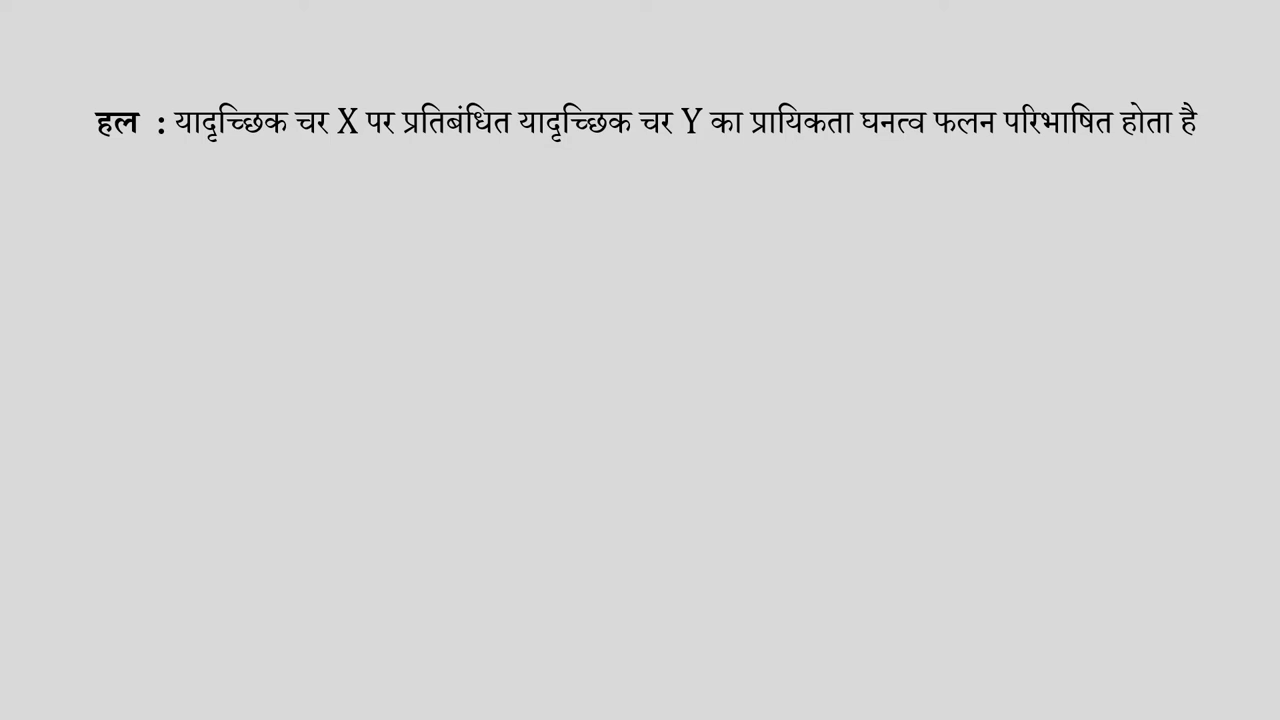 हल : यादृच्छिक चर X पर प्रतिबंधित यादृच्छिक चर Y का प्रायिकता घनत्व फलन परिभाषित होता है